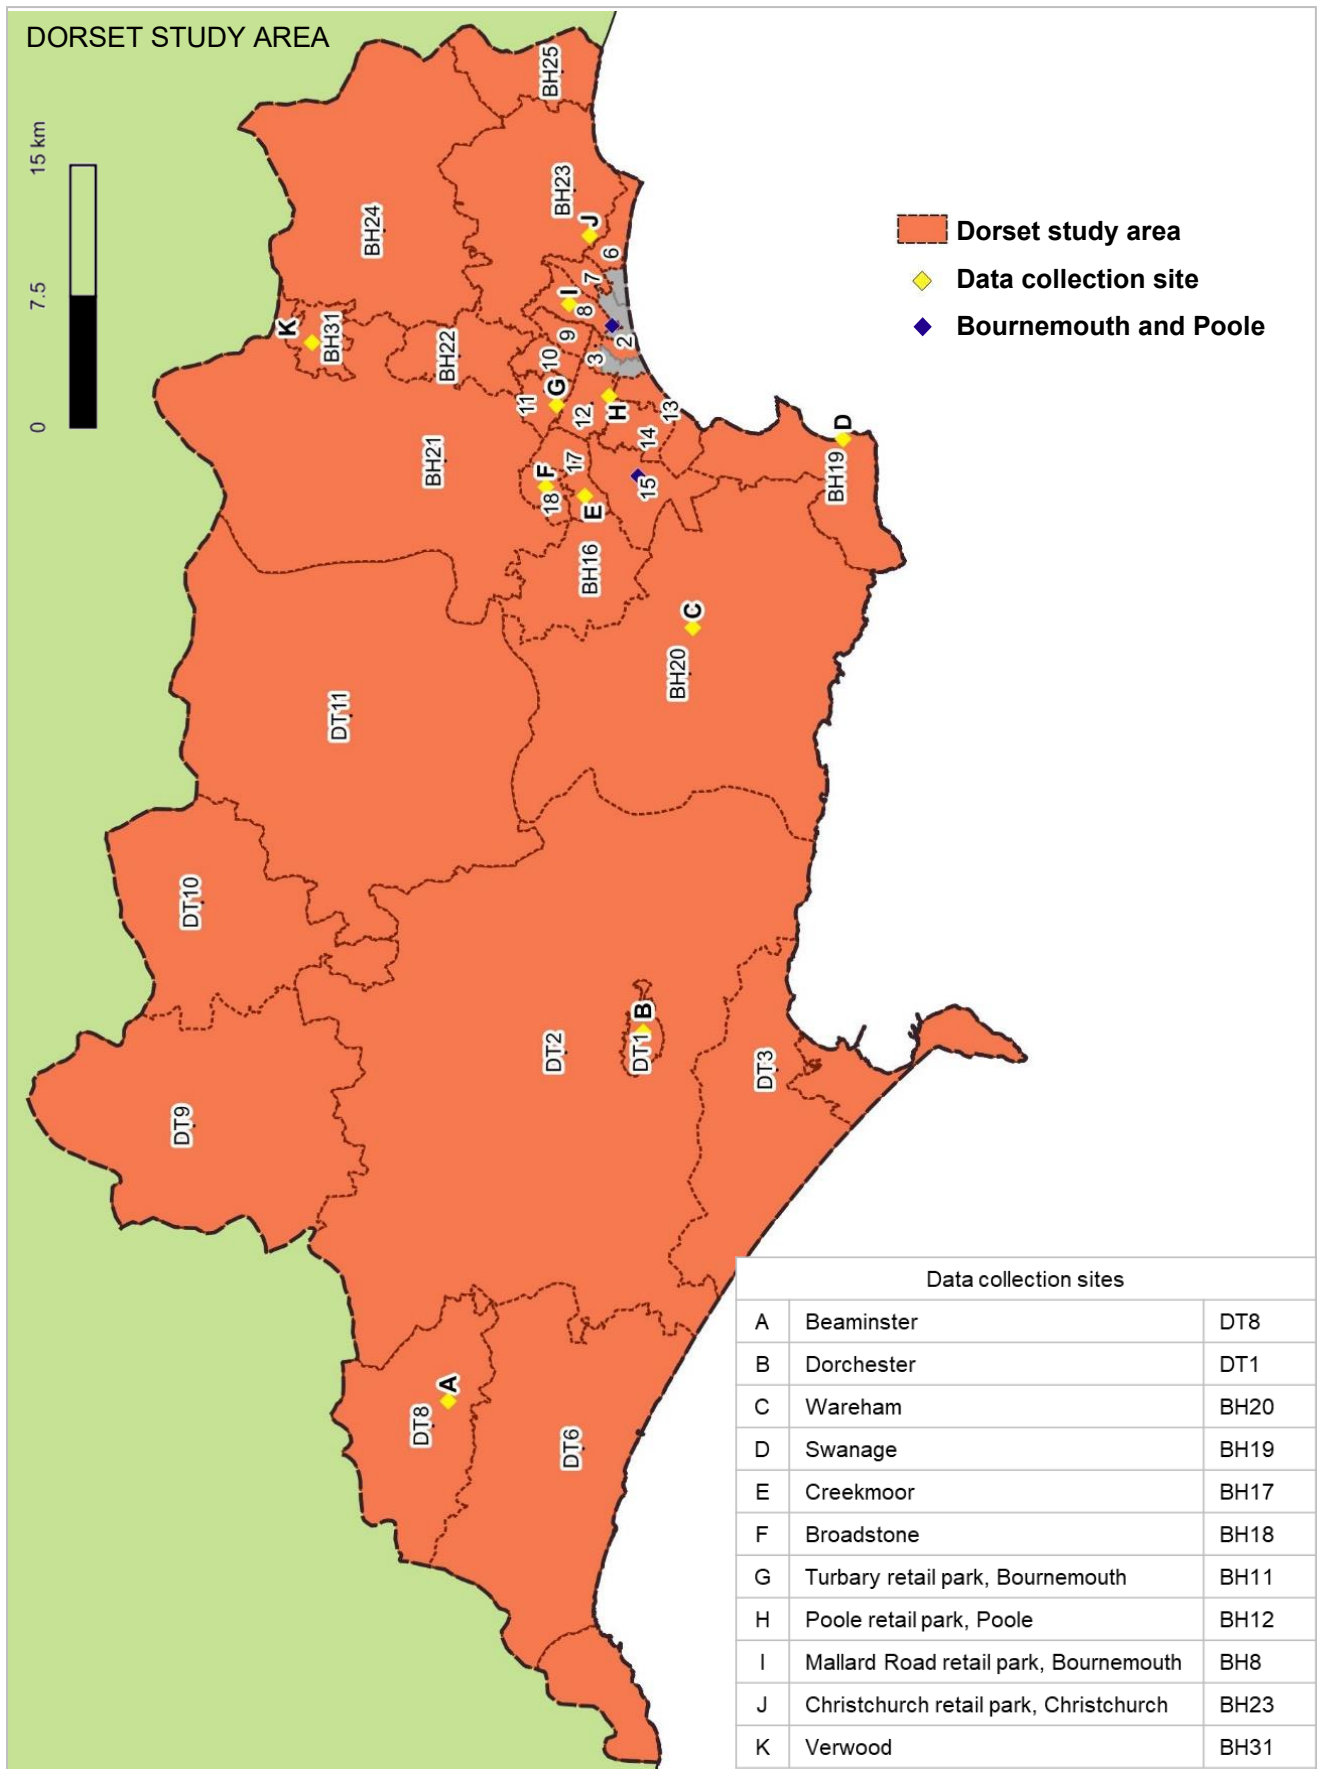 DORSET STUDY AREA
0 7.5 15 km
Dorset study area
Data collection site
Bournemouth and Poole
BH25
BH24
BH23
J
6
7
I
8
K
BH31
BH22
9
10
3
2
G
11
12
H
13
14
BH21
F
18
17
E
15
BH16
D
BH19
C
BH20
DT11
DT10
DT9
DT2
B
DT1
DT3
A
DT8
DT6
Data collection sites
A Beaminster DT8
B Dorchester DT1
C Wareham BH20
D Swanage BH19
E Creekmoor BH17
F Broadstone BH18
G Turbary retail park, Bournemouth BH11
H Poole retail park, Poole BH12
I Mallard Road retail park, Bournemouth BH8
J Christchurch retail park, Christchurch BH23
K Verwood BH31